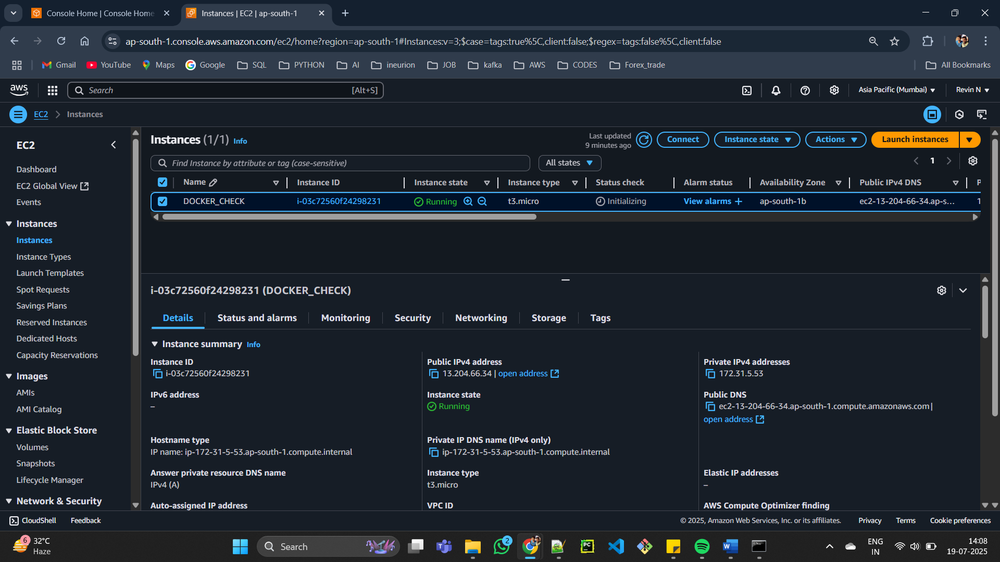 Console Home | Console Home
Instances | EC2 | ap-south-1
ap-south-1.console.aws.amazon.com/ec2/home?region=ap-south-1#Instances:v=3;$case=tags:true%5C,client:false;$regex=tags:false%5C,client:false
Gmail YouTube Maps Google SQL PYTHON AI ineurion JOB kafka AWS CODES Forex_trade All Bookmarks
aws Search [Alt+S] Asia Pacific (Mumbai) Revin N
EC2 Instances
EC2
Dashboard
EC2 Global View
Events
Instances
Instances
Instance Types
Launch Templates
Spot Requests
Savings Plans
Reserved Instances
Dedicated Hosts
Capacity Reservations
Images
AMIs
AMI Catalog
Elastic Block Store
Volumes
Snapshots
Lifecycle Manager
Network & Security
Instances (1/1) Info
Last updated
9 minutes ago
Connect Instance state Actions Launch instances
Find Instance by attribute or tag (case-sensitive) All states 1
Name Instance ID Instance state Instance type Status check Alarm status Availability Zone Public IPv4 DNS P
DOCKER_CHECK i-03c72560f24298231 Running t3.micro Initializing View alarms + ap-south-1b ec2-13-204-66-34.ap-s... 1
i-03c72560f24298231 (DOCKER_CHECK)
Details Status and alarms Monitoring Security Networking Storage Tags
Instance summary Info
Instance ID
i-03c72560f24298231
Public IPv4 address
13.204.66.34 | open address
Private IPv4 addresses
172.31.5.53
IPv6 address
–
Instance state
Running
Public DNS
ec2-13-204-66-34.ap-south-1.compute.amazonaws.com |
open address
Hostname type
IP name: ip-172-31-5-53.ap-south-1.compute.internal
Private IP DNS name (IPv4 only)
ip-172-31-5-53.ap-south-1.compute.internal
Answer private resource DNS name
IPv4 (A)
Instance type
t3.micro
Elastic IP addresses
–
Auto-assigned IP address
VPC ID
AWS Compute Optimizer finding
CloudShell Feedback © 2025, Amazon Web Services, Inc. or its affiliates. Privacy Terms Cookie preferences
6
32°C
Haze
Search
2
PC
W
ENG
IN
14:08
19-07-2025